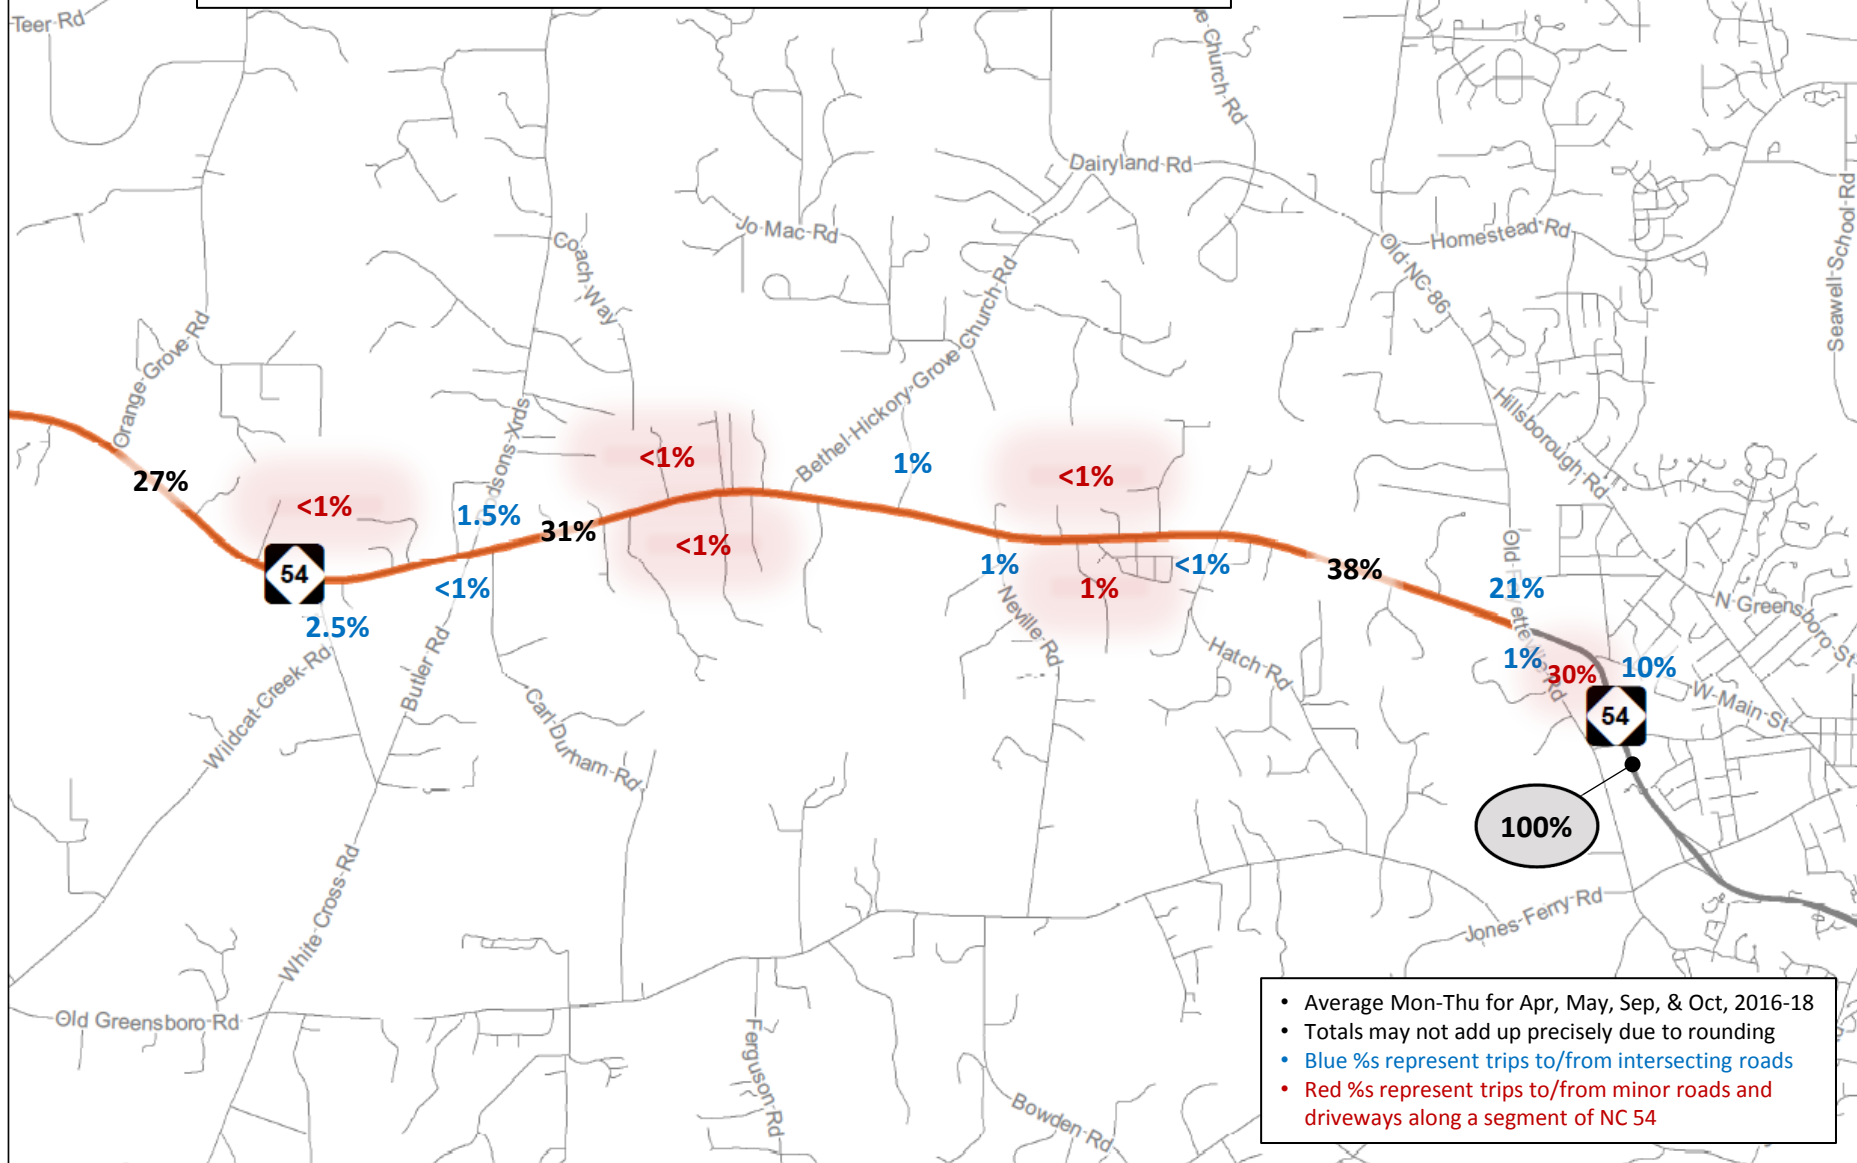 Teer Rd
e Church Rd
Dairyland Rd
Jo Mac Rd
Coach Way
Homestead Rd
Old NC 86
Seawell School Rd
Orange Grove Rd
Bethel Hickory Grove Church Rd
Hillsborough Rd
odsons Xrds
27%
<1%
<1%
1%
<1%
1.5%
31%
<1%
54
<1%
2.5%
1%
1%
<1%
38%
21%
Old Fayetteville Rd
1%
30%
10%
N Greensboro St
Neville Rd
Hatch Rd
W Main St
54
Butler Rd
Wildcat Creek Rd
Carl Durham Rd
100%
White Cross Rd
Jones Ferry Rd
Old Greensboro Rd
Ferguson Rd
Bowden Rd
• Average Mon-Thu for Apr, May, Sep, & Oct, 2016-18
• Totals may not add up precisely due to rounding
• Blue %s represent trips to/from intersecting roads
• Red %s represent trips to/from minor roads and
driveways along a segment of NC 54